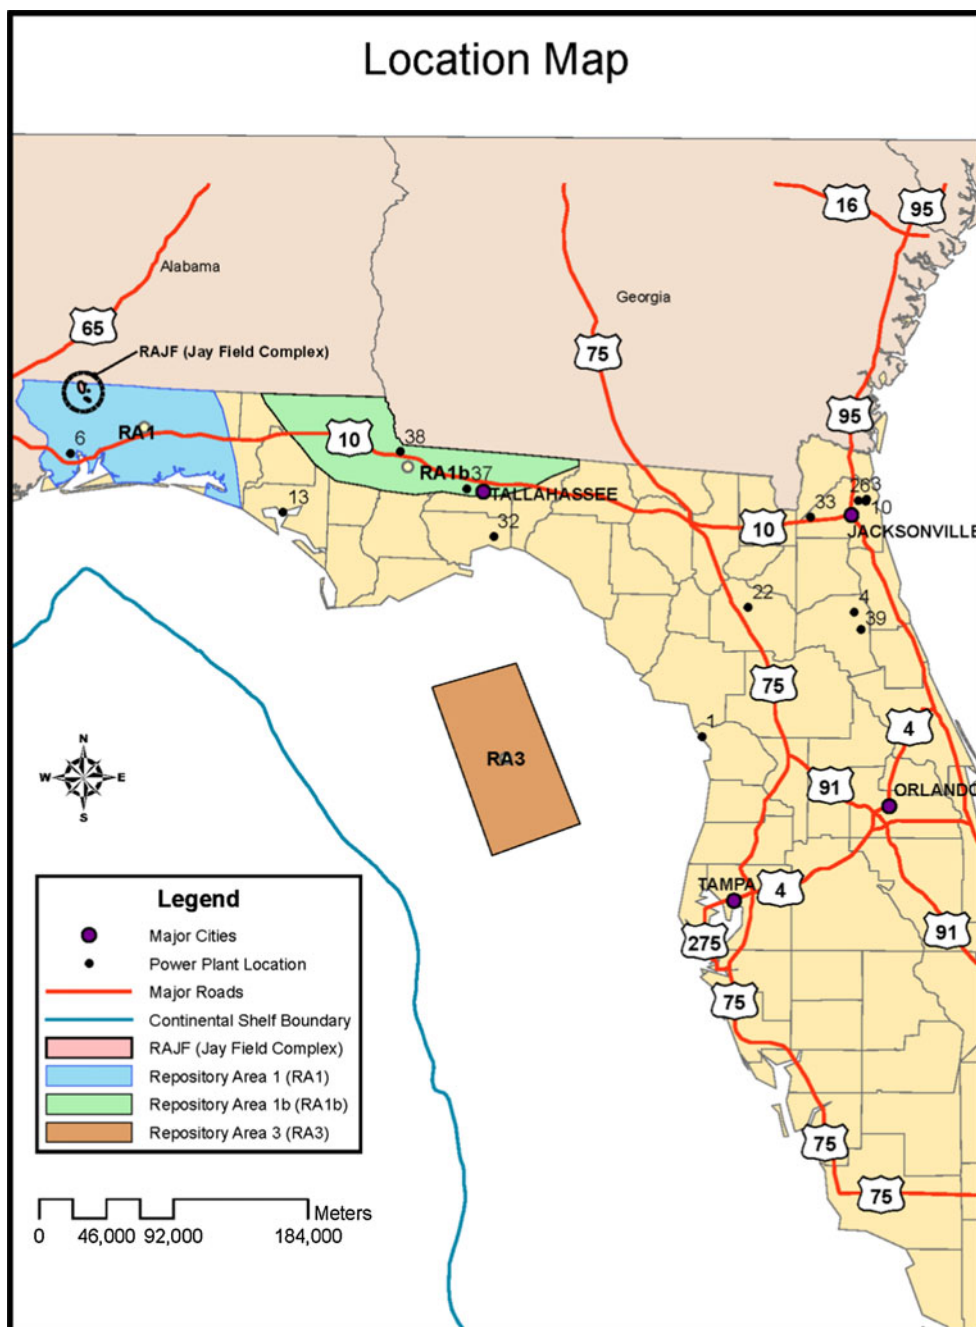 Location Map
16
95
Alabama
Georgia
65
75
RAJF (Jay Field Complex)
95
RA1
10
38
6
RA1b
37
TALLAHASSEE
13
33
10
10
JACKSONVILLE
32
22
4
39
75
1
4
RA3
N
W
E
S
91
ORLANDO
TAMPA
4
275
91
75
Legend
Major Cities
Power Plant Location
Major Roads
Continental Shelf Boundary
RAJF (Jay Field Complex)
Repository Area 1 (RA1)
Repository Area 1b (RA1b)
Repository Area 3 (RA3)
75
75
Meters
0
46,000
92,000
184,000